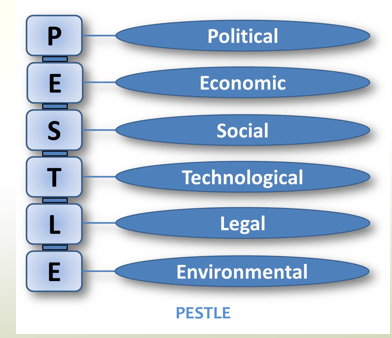 P Political
E Economic
S Social
T Technological
L Legal
E Environmental
PESTLE